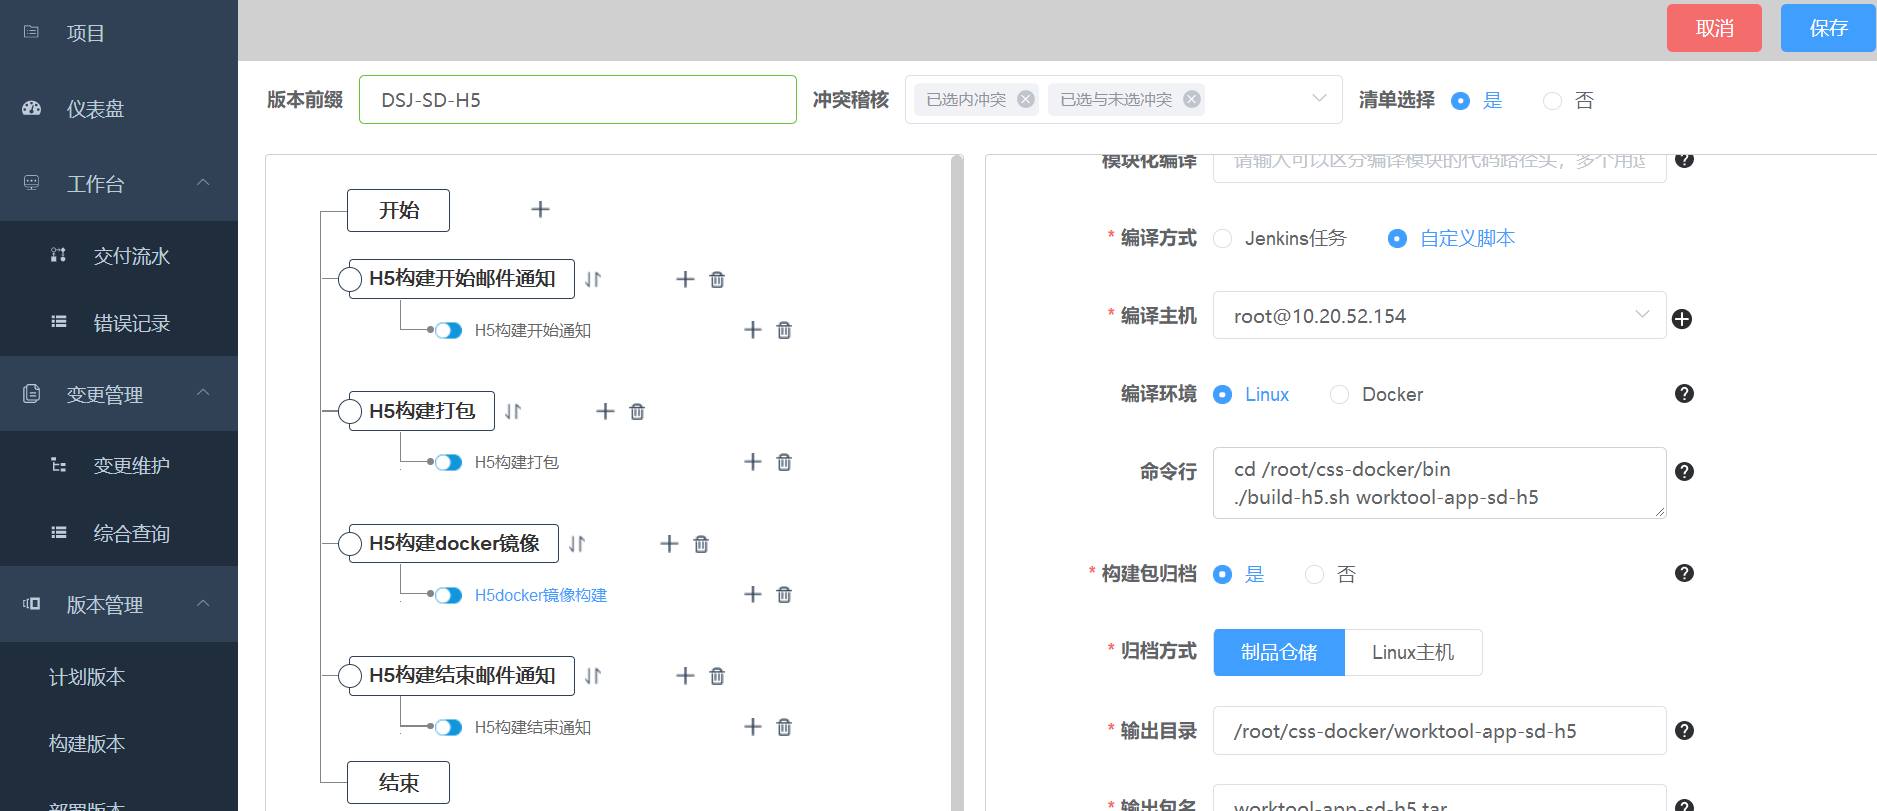 项目
仪表盘
工作台
交付流水
错误记录
变更管理
变更维护
综合查询
版本管理
计划版本
构建版本
部署版本
取消
保存
版本前缀 DSJ-SD-H5 冲突稽核 已选内冲突 已选与未选冲突 清单选择 是 否
开始
H5构建开始邮件通知
H5构建开始通知
H5构建打包
H5构建打包
H5构建docker镜像
H5docker镜像构建
H5构建结束邮件通知
H5构建结束通知
结束
模块化编译 请输入可以区分编译模块的代码路径头，多个用逗
* 编译方式 Jenkins任务 自定义脚本
* 编译主机 root@10.20.52.154
编译环境 Linux Docker
命令行 cd /root/css-docker/bin
./build-h5.sh worktool-app-sd-h5
* 构建包归档 是 否
* 归档方式 制品仓储 Linux主机
* 输出目录 /root/css-docker/worktool-app-sd-h5
* 输出包名 worktool-app-sd-h5.tar